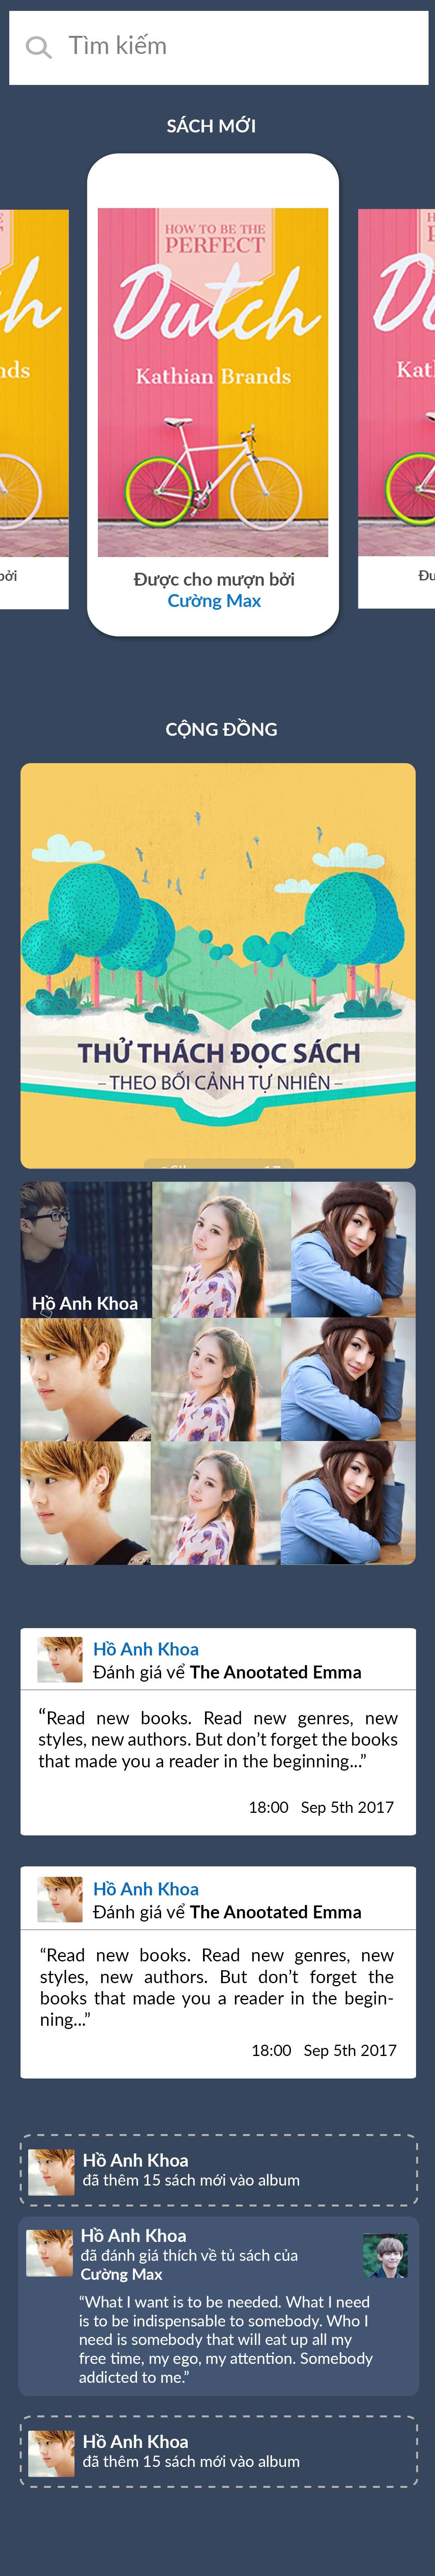 Tìm kiếm
SÁCH MỚI
HOW TO BE THE
PERFECT
Dutch
Kathian Brands
Được cho mượn bởi
Cường Max
ch
nds
bởi
H
Kat
Đu
CỘNG ĐỒNG
THỬ THÁCH ĐỌC SÁCH
– THEO BỐI CẢNH TỰ NHIÊN –
Hồ Anh Khoa
Hồ Anh Khoa
Đánh giá về The Anootated Emma
“Read new books. Read new genres, new
styles, new authors. But don’t forget the books
that made you a reader in the beginning...”
18:00 Sep 5th 2017
Hồ Anh Khoa
Đánh giá về The Anootated Emma
“Read new books. Read new genres, new
styles, new authors. But don’t forget the
books that made you a reader in the begin-
ning...”
18:00 Sep 5th 2017
Hồ Anh Khoa
đã thêm 15 sách mới vào album
Hồ Anh Khoa
đã đánh giá thích về tủ sách của
Cường Max
“What I want is to be needed. What I need
is to be indispensable to somebody. Who I
need is somebody that will eat up all my
free time, my ego, my attention. Somebody
addicted to me.”
Hồ Anh Khoa
đã thêm 15 sách mới vào album